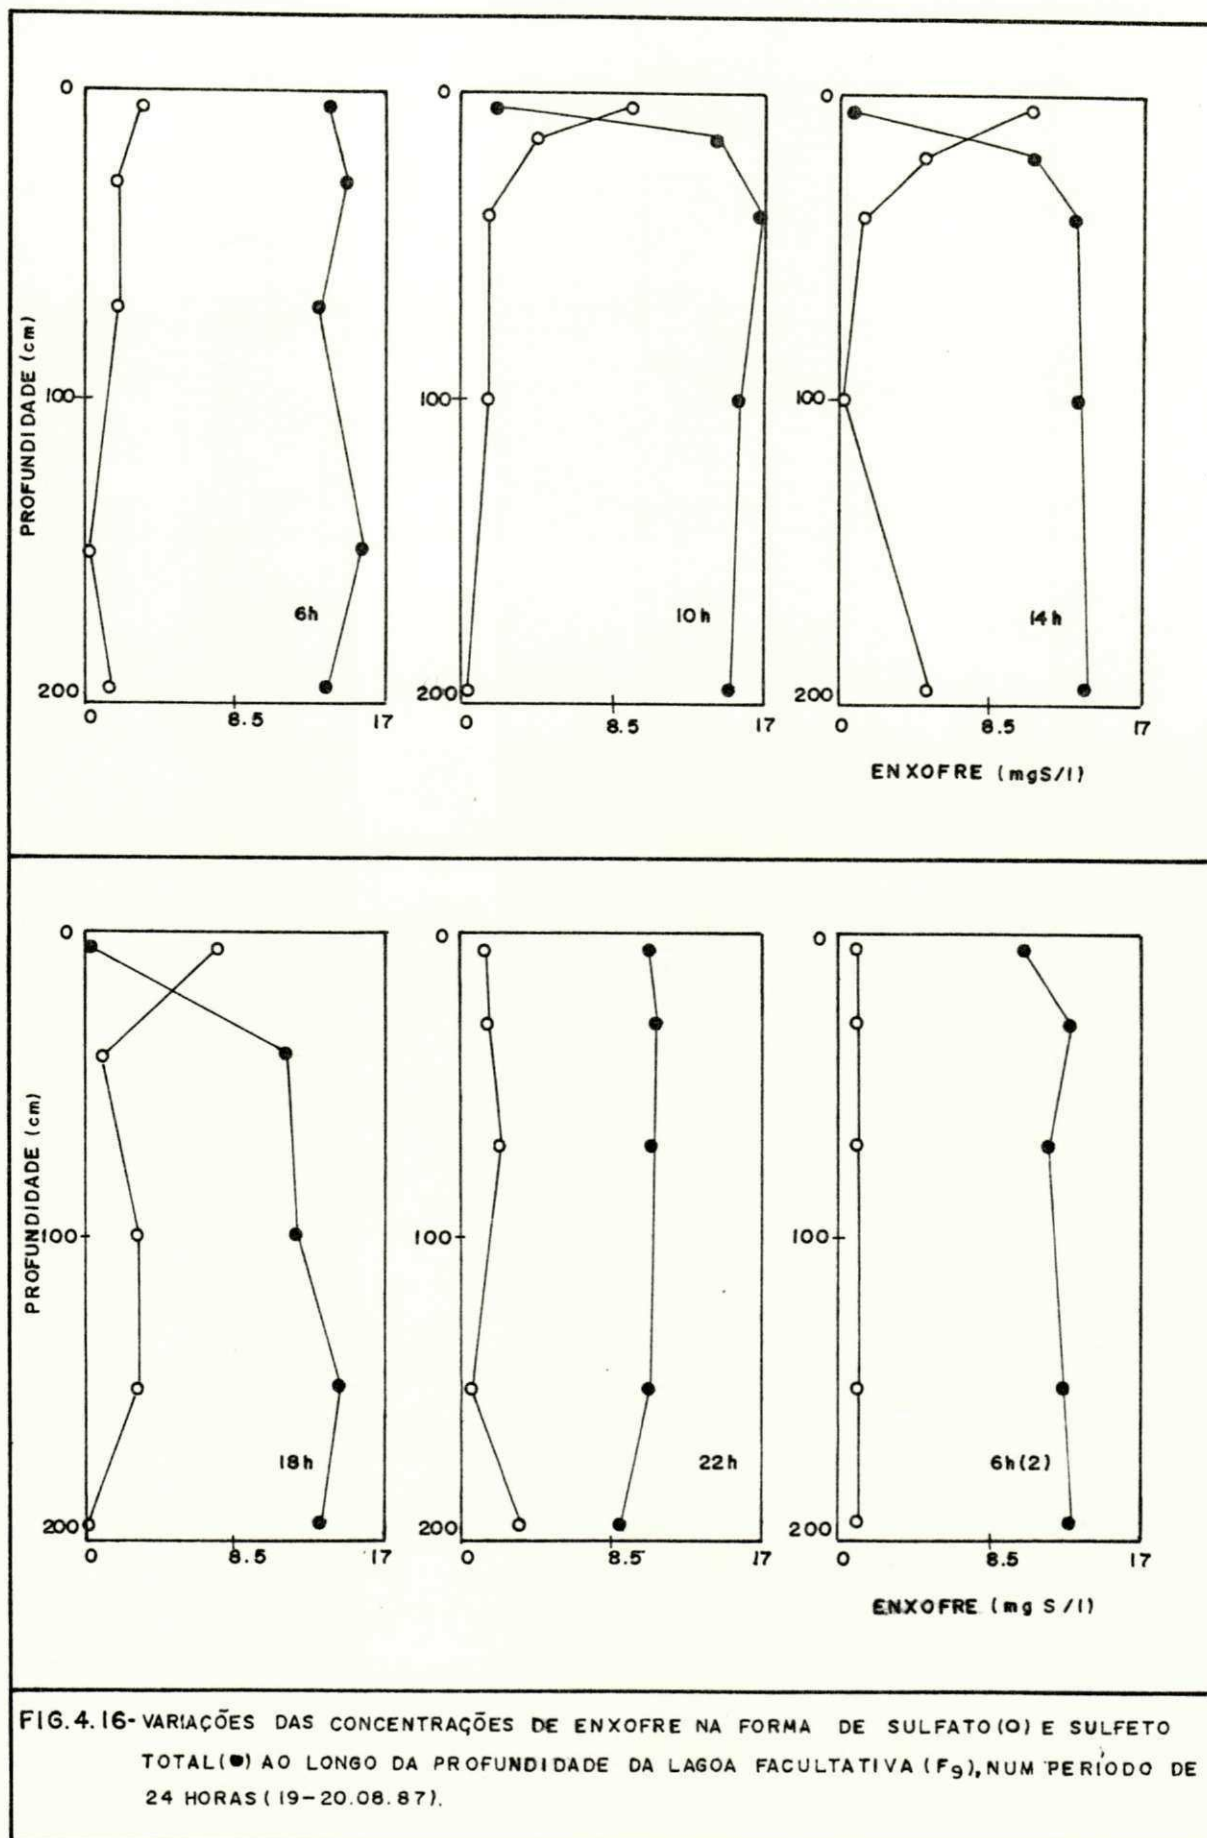 0
PROFUNDIDADE (cm)
100
200
0 8.5 17
6h
0
100
200
0 8.5 17
10h
0
100
200
0 8.5 17
14h
ENXOFRE (mgS/l)
0
PROFUNDIDADE (cm)
100
200
0 8.5 17
18h
0
100
200
0 8.5 17
22h
0
100
200
0 8.5 17
6h(2)
ENXOFRE (mg S/l)
FIG.4.16- VARIAÇÕES DAS CONCENTRAÇÕES DE ENXOFRE NA FORMA DE SULFATO (O) E SULFETO
TOTAL (●) AO LONGO DA PROFUNDIDADE DA LAGOA FACULTATIVA (F9), NUM PERÍODO DE
24 HORAS (19-20.08.87).